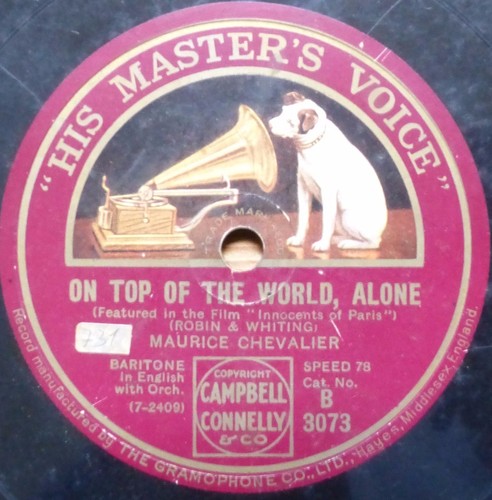 "HIS MASTER'S VOICE"
TRADE MARK
ON TOP OF THE WORLD, ALONE
(Featured in the Film "Innocents of Paris")
(ROBIN & WHITING)
MAURICE CHEVALIER
731
BARITONE
in English
with Orch.
(7-2409)
COPYRIGHT
CAMPBELL
CONNELLY
& CO
SPEED 78
Cat. No.
B
3073
Record manufactured by THE GRAMOPHONE CO., LTD., Hayes, Middlesex, England.